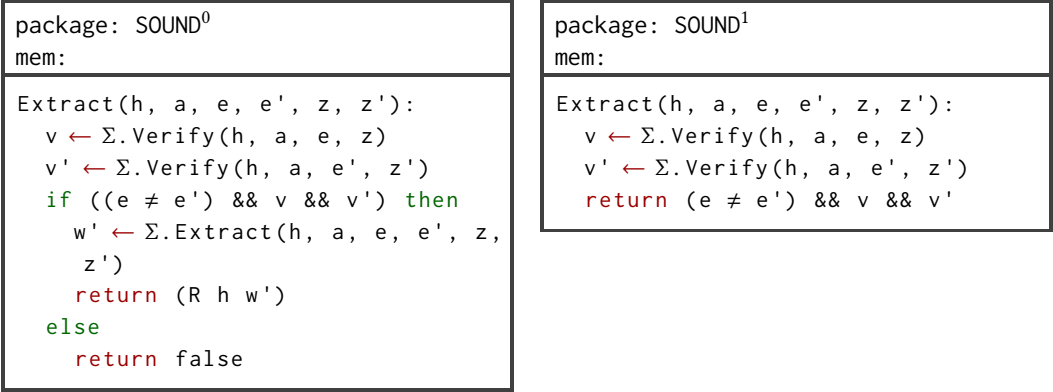 package: SOUND⁰
mem:
Extract(h, a, e, e', z, z'):
v ← Σ.Verify(h, a, e, z)
v' ← Σ.Verify(h, a, e', z')
if ((e ≠ e') && v && v') then
w' ← Σ.Extract(h, a, e, e', z,
z')
return (R h w')
else
return false
package: SOUND¹
mem:
Extract(h, a, e, e', z, z'):
v ← Σ.Verify(h, a, e, z)
v' ← Σ.Verify(h, a, e', z')
return (e ≠ e') && v && v'